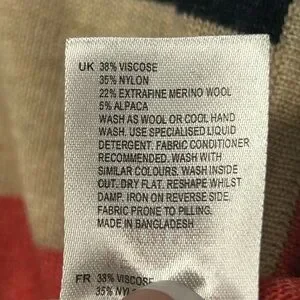 UK 38% VISCOSE
35% NYLON
22% EXTRAFINE MERINO WOOL
5% ALPACA
WASH AS WOOL OR COOL HAND
WASH. USE SPECIALISED LIQUID
DETERGENT. FABRIC CONDITIONER
RECOMMENDED. WASH WITH
SIMILAR COLOURS. WASH INSIDE
OUT. DRY FLAT. RESHAPE WHILST
DAMP. IRON ON REVERSE SIDE.
FABRIC PRONE TO PILLING.
MADE IN BANGLADESH
FR 38% VISCOSE
35%